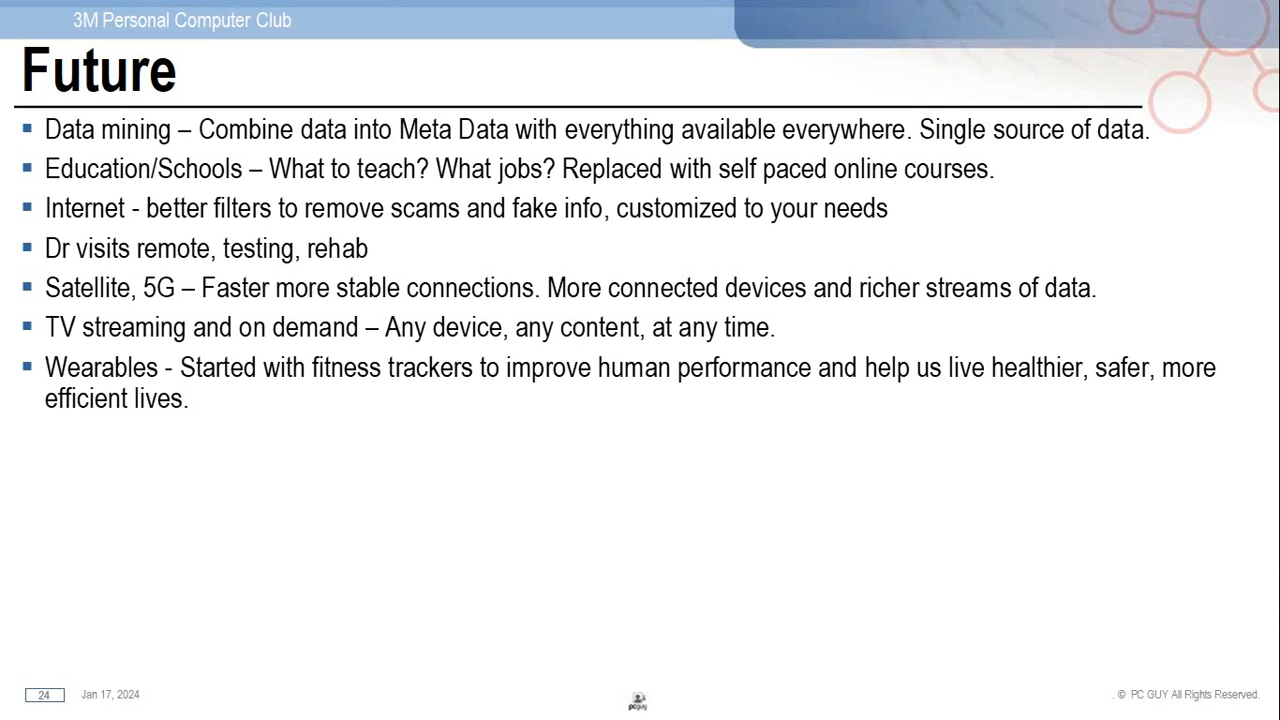 3M Personal Computer Club
Future
▪ Data mining – Combine data into Meta Data with everything available everywhere. Single source of data.
▪ Education/Schools – What to teach? What jobs? Replaced with self paced online courses.
▪ Internet - better filters to remove scams and fake info, customized to your needs
▪ Dr visits remote, testing, rehab
▪ Satellite, 5G – Faster more stable connections. More connected devices and richer streams of data.
▪ TV streaming and on demand – Any device, any content, at any time.
▪ Wearables - Started with fitness trackers to improve human performance and help us live healthier, safer, more
efficient lives.
24
Jan 17, 2024
pcguy
. © PC GUY All Rights Reserved.